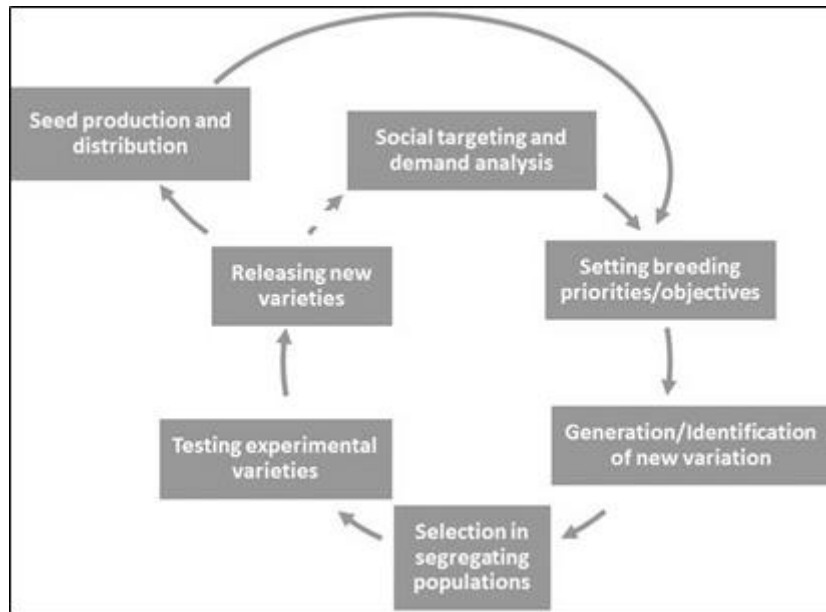 Seed production and
distribution
Social targeting and
demand analysis
Releasing new
varieties
Setting breeding
priorities/objectives
Testing experimental
varieties
Generation/Identification
of new variation
Selection in
segregating
populations